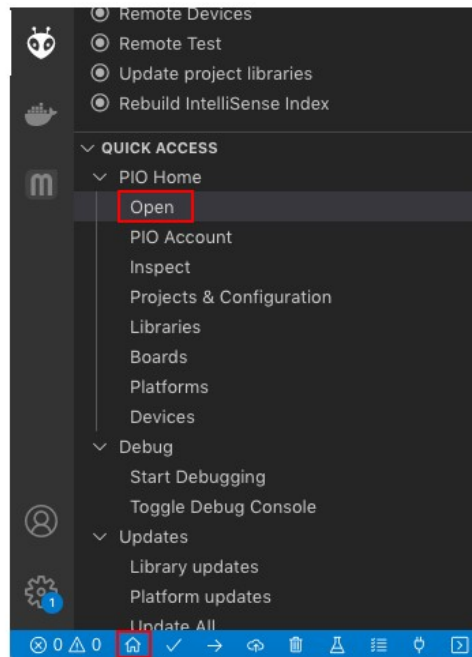 Remote Devices
Remote Test
Update project libraries
Rebuild IntelliSense Index
QUICK ACCESS
PIO Home
Open
PIO Account
Inspect
Projects & Configuration
Libraries
Boards
Platforms
Devices
Debug
Start Debugging
Toggle Debug Console
Updates
Library updates
Platform updates
Update All
1
0 0